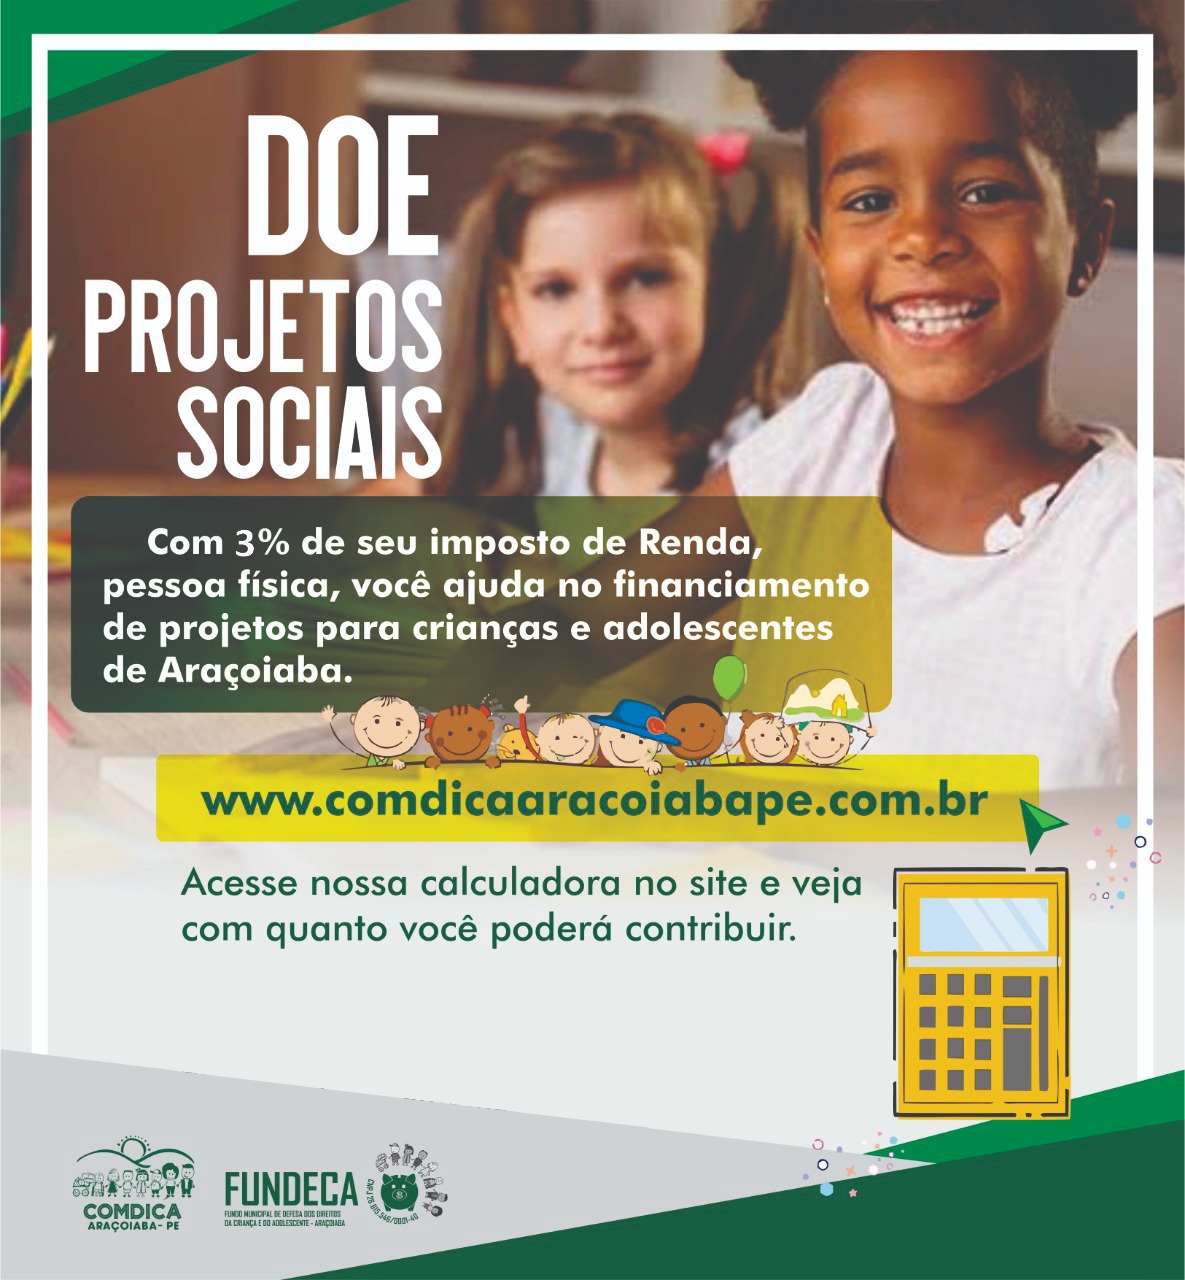 DOE
PROJETOS
SOCIAIS
Com 3% de seu imposto de Renda,
pessoa física, você ajuda no financiamento
de projetos para crianças e adolescentes
de Araçoiaba.
www.comdicaaracoiabape.com.br
Acesse nossa calculadora no site e veja
com quanto você poderá contribuir.
COMDICA
ARAÇOIABA- PE
FUNDECA
FUNDO MUNICIPAL DE DEFESA DOS DIREITOS
DA CRIANÇA E DO ADOLESCENTE - ARAÇOIABA